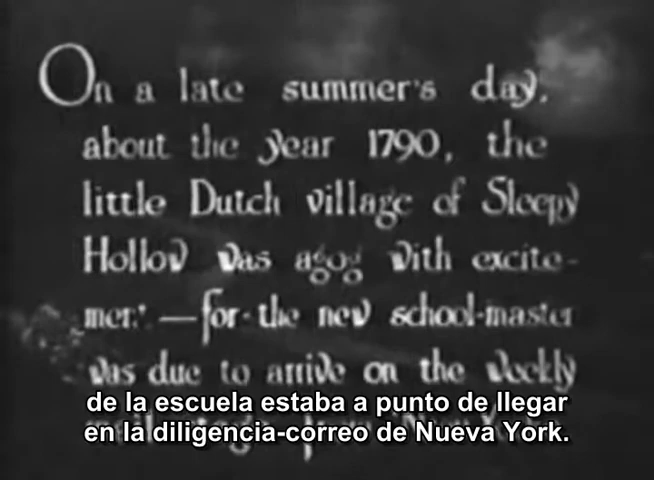 On a late summer's day,
about the year 1790, the
little Dutch village of Sleepy
Hollow was agog with excite-
ment — for the new school-master
was due to arrive on the weekly
de la escuela estaba a punto de llegar
en la diligencia-correo de Nueva York.